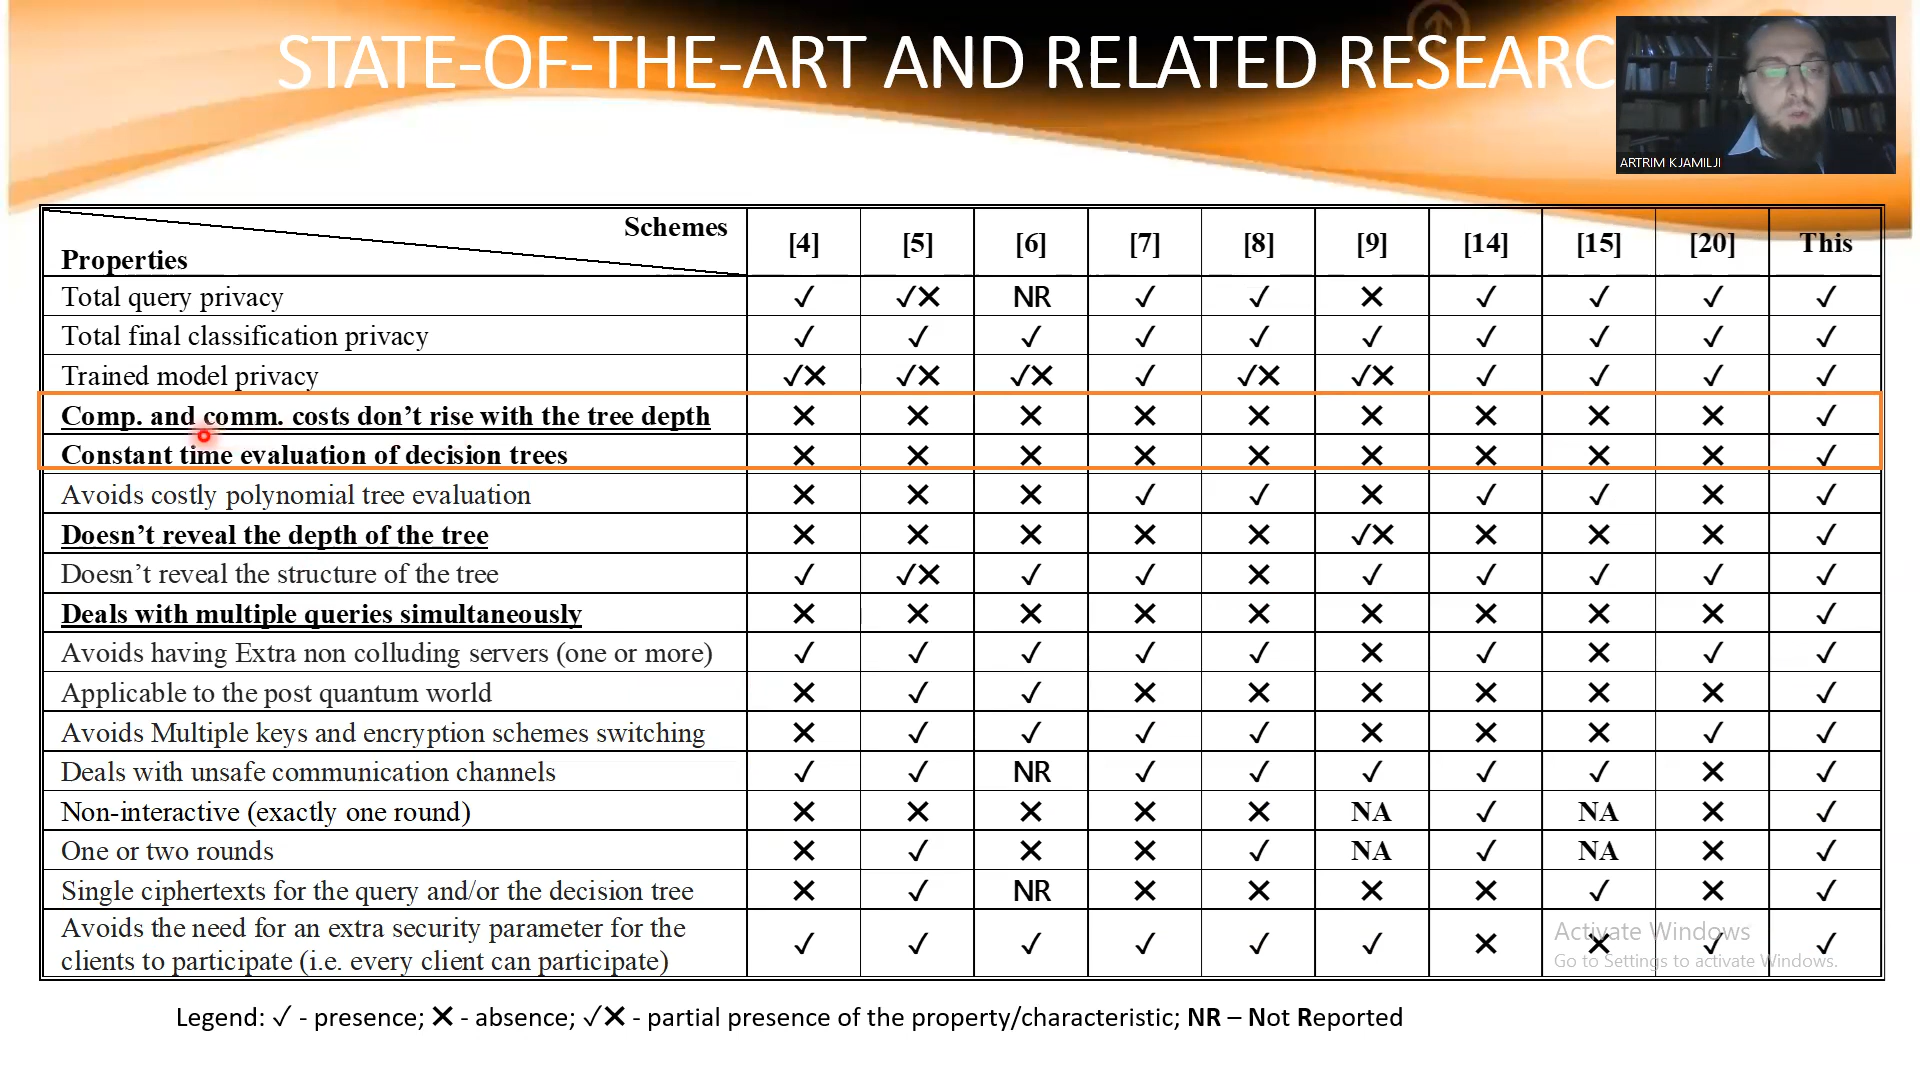 STATE-OF-THE-ART AND RELATED RESEARC
ARTRIM KJAMILJI
Schemes
Properties [4] [5] [6] [7] [8] [9] [14] [15] [20] This
Total query privacy ✓ ✓✕ NR ✓ ✓ ✕ ✓ ✓ ✓ ✓
Total final classification privacy ✓ ✓ ✓ ✓ ✓ ✓ ✓ ✓ ✓ ✓
Trained model privacy ✓✕ ✓✕ ✓✕ ✓ ✓✕ ✓✕ ✓ ✓ ✓ ✓
Comp. and comm. costs don’t rise with the tree depth ✕ ✕ ✕ ✕ ✕ ✕ ✕ ✕ ✕ ✓
Constant time evaluation of decision trees ✕ ✕ ✕ ✕ ✕ ✕ ✕ ✕ ✕ ✓
Avoids costly polynomial tree evaluation ✕ ✕ ✕ ✓ ✓ ✕ ✓ ✓ ✕ ✓
Doesn’t reveal the depth of the tree ✕ ✕ ✕ ✕ ✕ ✓✕ ✕ ✕ ✕ ✓
Doesn’t reveal the structure of the tree ✓ ✓✕ ✓ ✓ ✕ ✓ ✓ ✓ ✓ ✓
Deals with multiple queries simultaneously ✕ ✕ ✕ ✕ ✕ ✕ ✕ ✕ ✕ ✓
Avoids having Extra non colluding servers (one or more) ✓ ✓ ✓ ✓ ✓ ✕ ✓ ✕ ✓ ✓
Applicable to the post quantum world ✕ ✓ ✓ ✕ ✕ ✕ ✕ ✕ ✕ ✓
Avoids Multiple keys and encryption schemes switching ✕ ✓ ✓ ✓ ✓ ✕ ✕ ✕ ✓ ✓
Deals with unsafe communication channels ✓ ✓ NR ✓ ✓ ✓ ✓ ✓ ✕ ✓
Non-interactive (exactly one round) ✕ ✕ ✕ ✕ ✕ NA ✓ NA ✕ ✓
One or two rounds ✕ ✓ ✕ ✕ ✓ NA ✓ NA ✕ ✓
Single ciphertexts for the query and/or the decision tree ✕ ✓ NR ✕ ✕ ✕ ✕ ✓ ✕ ✓
Avoids the need for an extra security parameter for the
clients to participate (i.e. every client can participate) ✓ ✓ ✓ ✓ ✓ ✓ ✕ ✕ ✓ ✓
Activate Windows
Go to Settings to activate Windows.
Legend: ✓ - presence; ✕ - absence; ✓✕ - partial presence of the property/characteristic; NR – Not Reported